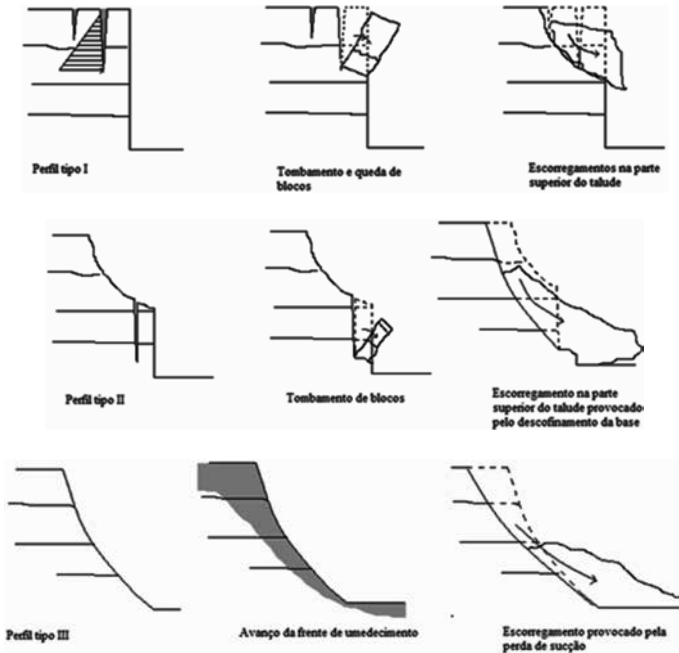 Perfil tipo I
Tombamento e queda de
blocos
Escorregamentos na parte
superior do talude
Perfil tipo II
Tombamento de blocos
Escorregamento na parte
superior do talude provocado
pelo descofinamento da base
Perfil tipo III
Avanço da frente de umedecimento
Escorregamento provocado pela
perda de sucção